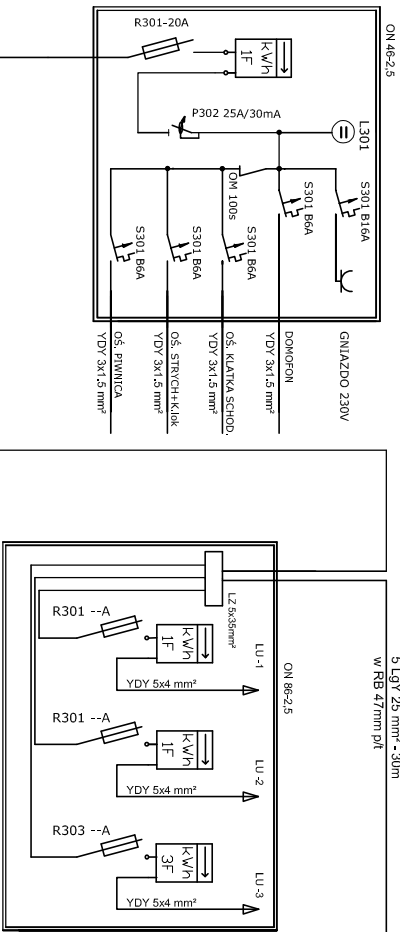 R301-20A
kWh
1F
ON 46-2,5
P302 25A/30mA
L301
OM 100s
S301 B16A
S301 B6A
S301 B6A
S301 B6A
S301 B6A
GNIAZDO 230V
DOMOFON
YDY 3x1.5 mm²
OŚ. KLATKA SCHOD.
YDY 3x1.5 mm²
OŚ. STRYCH+K.lok
YDY 3x1.5 mm²
OŚ. PIWNICA
YDY 3x1.5 mm²
5 LgY 25 mm² - 30m
w RB 47mm p/t
ON 86-2,5
LZ 5x35mm²
R301 --A
kWh
1F
LU -1
YDY 5x4 mm²
R301 --A
kWh
1F
LU -2
YDY 5x4 mm²
R303 --A
kWh
3F
LU -3
YDY 5x4 mm²